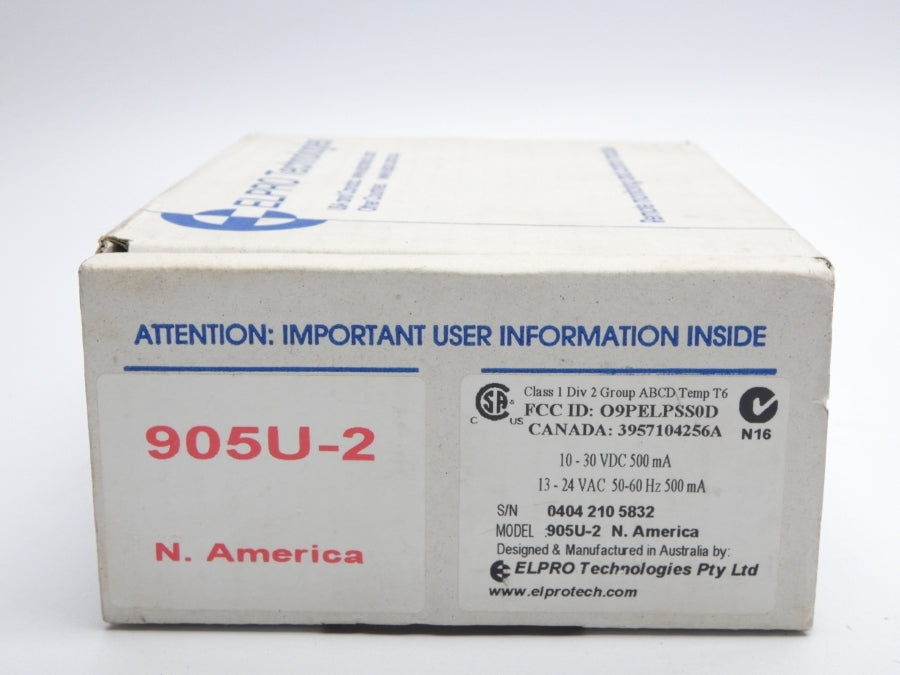 ELPRO Technologies
ATTENTION: IMPORTANT USER INFORMATION INSIDE
905U-2
N. America
C SA US
Class 1 Div 2 Group ABCD Temp T6
FCC ID: O9PELPSS0D
CANADA: 3957104256A
N16
10 - 30 VDC 500 mA
13 - 24 VAC 50-60 Hz 500 mA
S/N 0404 210 5832
MODEL :905U-2 N. America
Designed & Manufactured in Australia by:
ELPRO Technologies Pty Ltd
www.elprotech.com